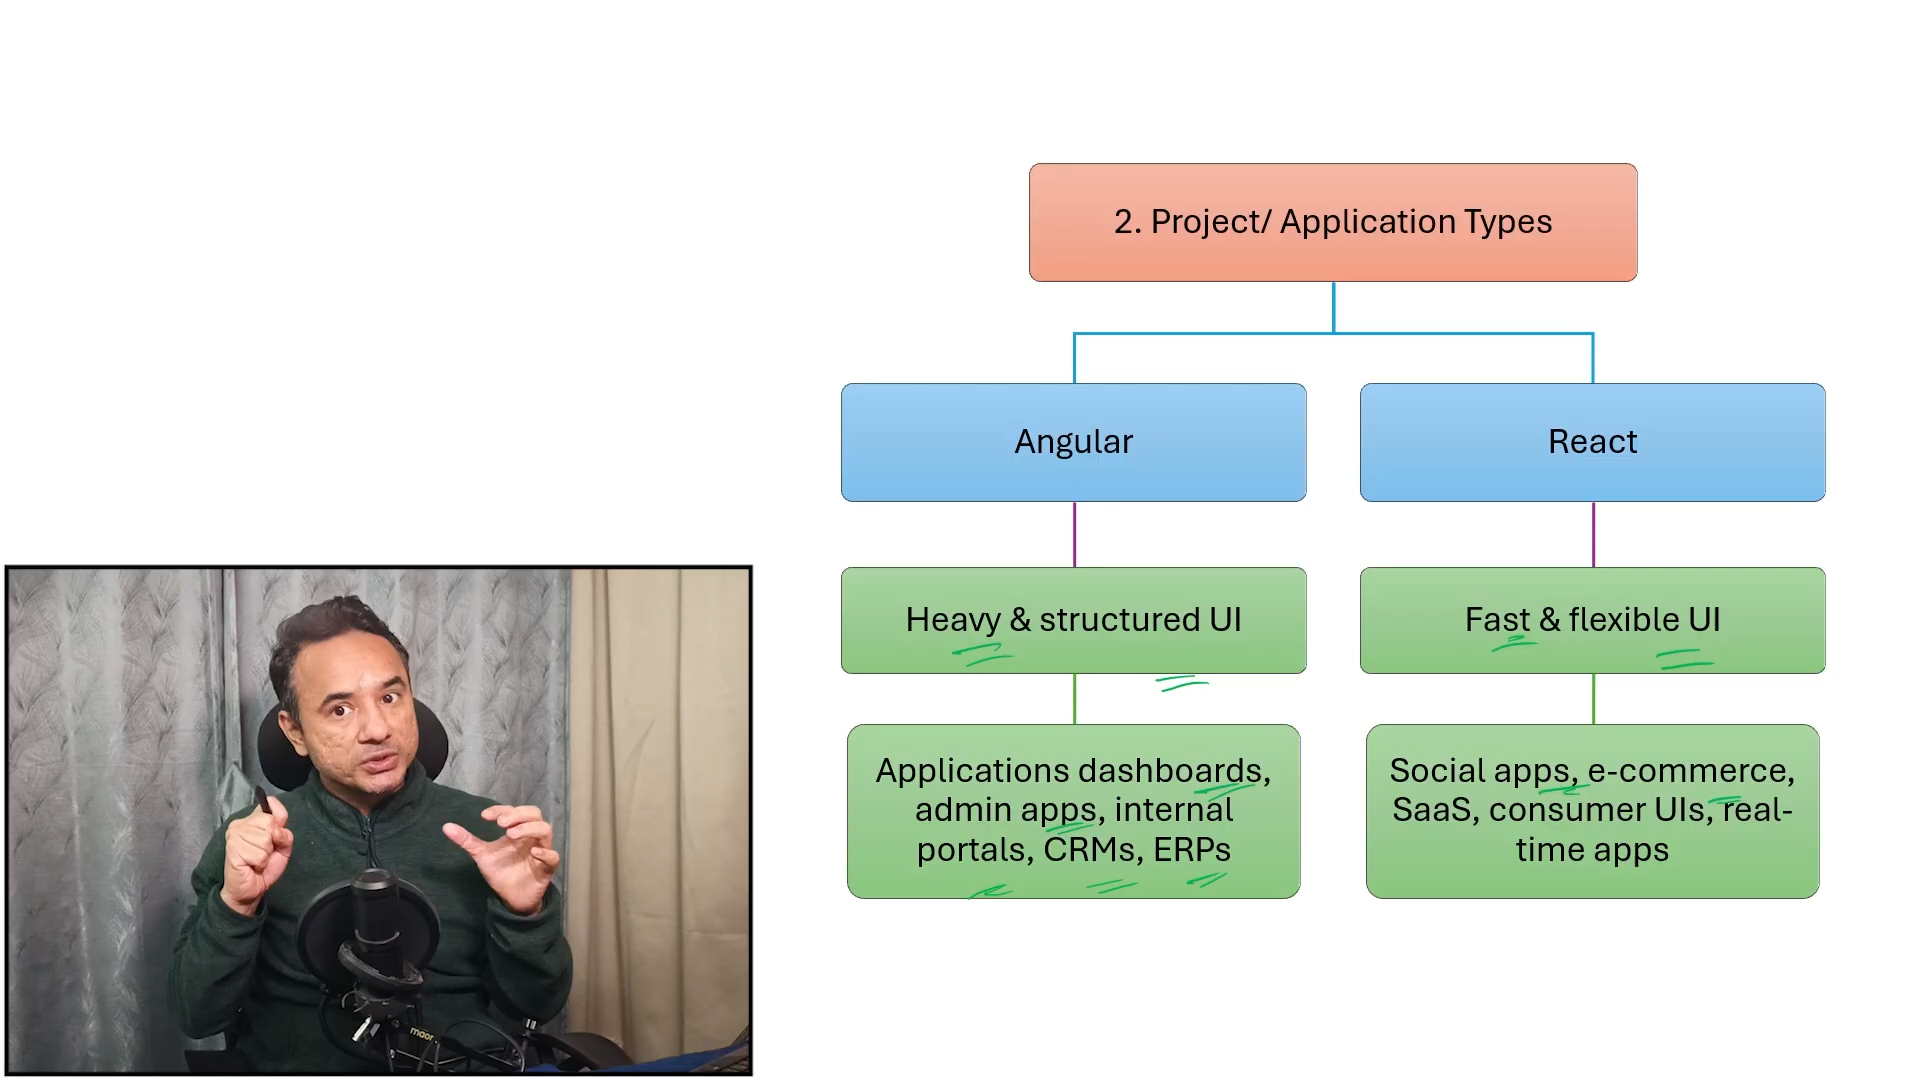 2. Project/ Application Types
Angular
React
Heavy & structured UI
Fast & flexible UI
Applications dashboards,
admin apps, internal
portals, CRMs, ERPs
Social apps, e-commerce,
SaaS, consumer UIs, real-
time apps
maono